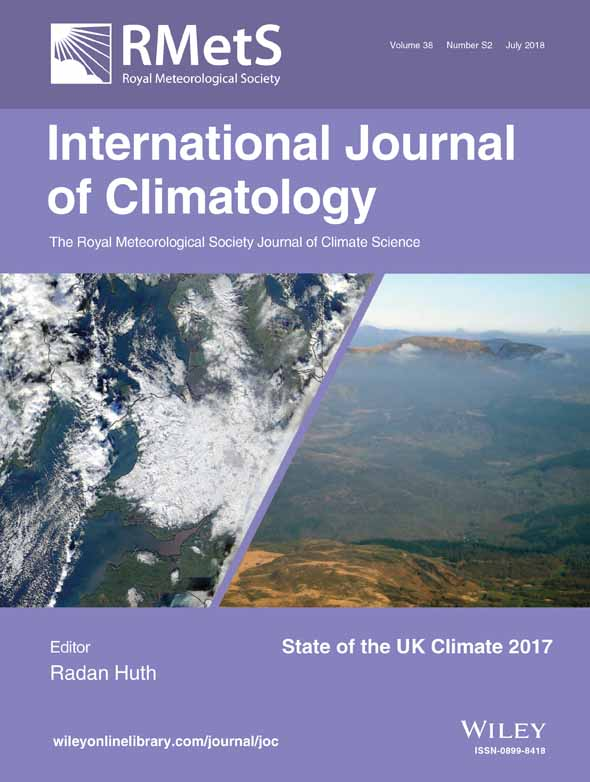 RMetS
Royal Meteorological Society
Volume 38 Number S2 July 2018
International Journal
of Climatology
The Royal Meteorological Society Journal of Climate Science
Editor
Radan Huth
State of the UK Climate 2017
wileyonlinelibrary.com/journal/joc
WILEY
ISSN-0899-8418